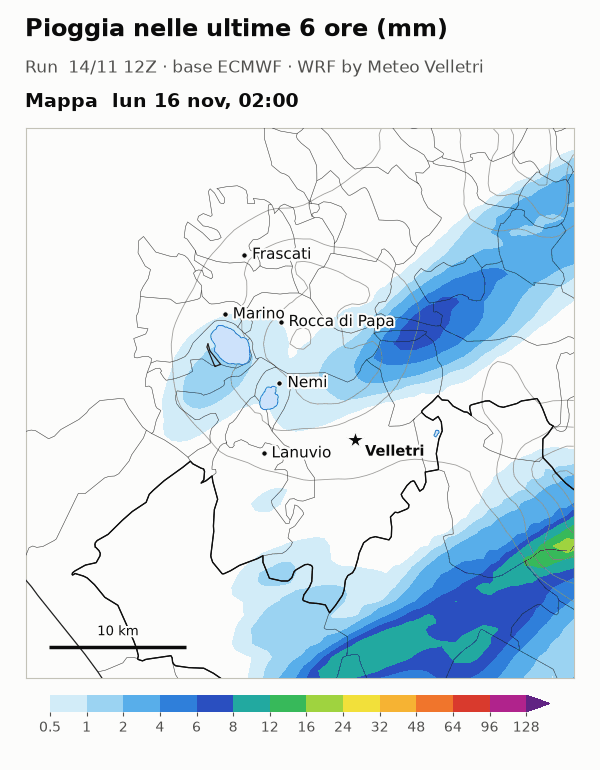 Pioggia nelle ultime 6 ore (mm)
Run  14/11 12Z · base ECMWF · WRF by Meteo Velletri
Mappa  lun 16 nov, 02:00
Frascati
Marino
Rocca di Papa
Nemi
Velletri
Lanuvio
10 km
0.5 1 2 4 6 8 12 16 24 32 48 64 96 128